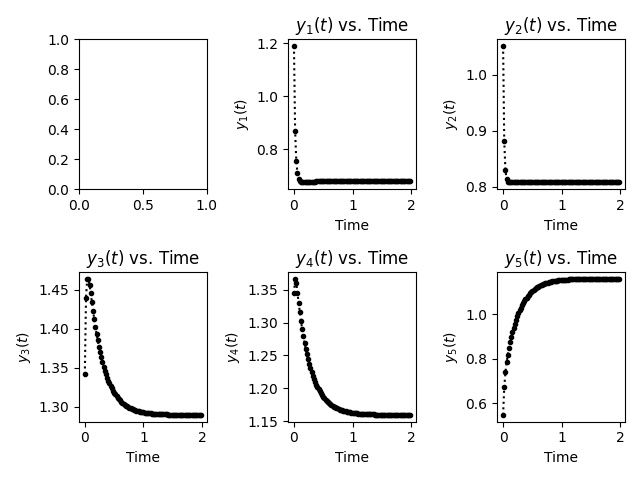 y₁(t) vs. Time
y₂(t) vs. Time
1.0
0.8
0.6
0.4
0.2
0.0
0.0 0.5 1.0
y₁(t)
1.2
1.0
0.8
0 1 2
Time
y₂(t)
1.0
0.9
0.8
0 1 2
Time
y₃(t) vs. Time
y₄(t) vs. Time
y₅(t) vs. Time
y₃(t)
1.45
1.40
1.35
1.30
0 1 2
Time
y₄(t)
1.35
1.30
1.25
1.20
1.15
0 1 2
Time
y₅(t)
1.0
0.8
0.6
0 1 2
Time